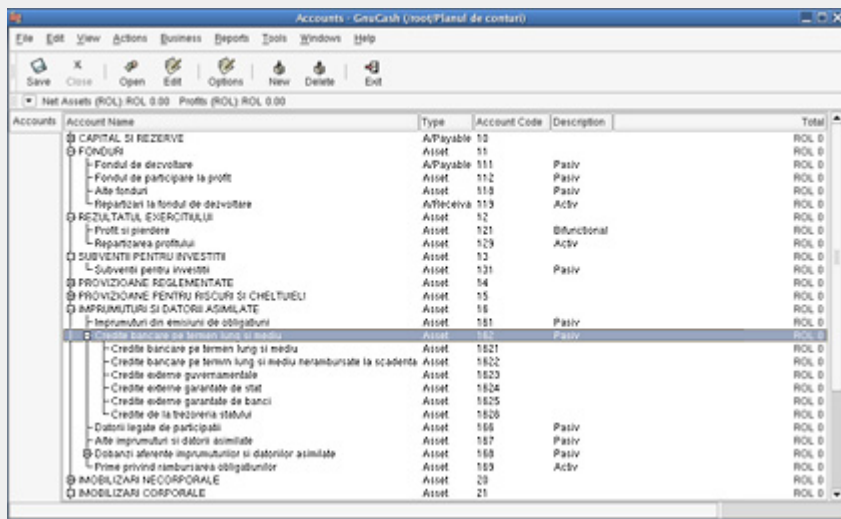 Accounts - GnuCash (/root/Planul de conturi)
File Edit View Actions Business Reports Tools Windows Help
Save Close Open Edit Options New Delete Exit
Net Assets (ROL): ROL 0.00 Profits (ROL): ROL 0.00
Accounts
Account Name Type Account Code Description Total
CAPITAL SI REZERVE A/Payable 10 ROL 0
FONDURI Asset 11 ROL 0
Fondul de dezvoltare A/Payable 111 Pasiv ROL 0
Fondul de participare la profit Asset 112 Pasiv ROL 0
Alte fonduri Asset 118 Pasiv ROL 0
Repartizari la fondul de dezvoltare A/Receiva 119 Activ ROL 0
REZULTATUL EXERCITIULUI Asset 12 ROL 0
Profit si pierdere Asset 121 Bifunctional ROL 0
Repartizarea profitului Asset 129 Activ ROL 0
SUBVENTII PENTRU INVESTITII Asset 13 ROL 0
Subventii pentru investitii Asset 131 Pasiv ROL 0
PROVIZIOANE REGLEMENTATE Asset 14 ROL 0
PROVIZIOANE PENTRU RISCURI SI CHELTUIELI Asset 15 ROL 0
IMPRUMUTURI SI DATORII ASIMILATE Asset 16 ROL 0
Imprumuturi din emisiuni de obligatiuni Asset 161 Pasiv ROL 0
Credite bancare pe termen lung si mediu Asset 162 Pasiv ROL 0
Credite bancare pe termen lung si mediu Asset 1621 ROL 0
Credite bancare pe termen lung si mediu nerambursate la scadenta Asset 1622 ROL 0
Credite externe guvernamentale Asset 1623 ROL 0
Credite externe garantate de stat Asset 1624 ROL 0
Credite externe garantate de banci Asset 1625 ROL 0
Credite de la trezoreria statului Asset 1626 ROL 0
Datorii legate de participatii Asset 166 Pasiv ROL 0
Alte imprumuturi si datorii asimilate Asset 167 Pasiv ROL 0
Dobanzi aferente imprumuturilor si datoriilor asimilate Asset 168 Pasiv ROL 0
Prime privind rambursarea obligatiunilor Asset 169 Activ ROL 0
IMOBILIZARI NECORPORALE Asset 20 ROL 0
IMOBILIZARI CORPORALE Asset 21 ROL 0